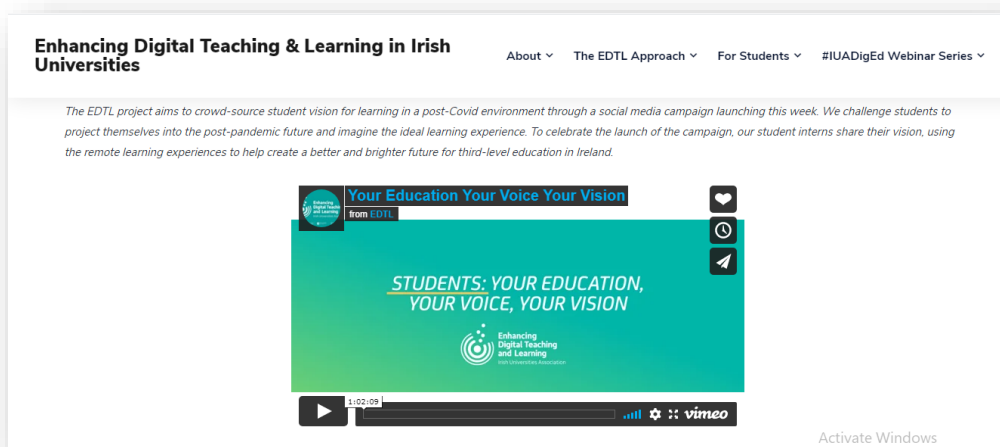 Enhancing Digital Teaching & Learning in Irish
Universities
About The EDTL Approach For Students #IUADigEd Webinar Series
The EDTL project aims to crowd-source student vision for learning in a post-Covid environment through a social media campaign launching this week. We challenge students to
project themselves into the post-pandemic future and imagine the ideal learning experience. To celebrate the launch of the campaign, our student interns share their vision, using
the remote learning experiences to help create a better and brighter future for third-level education in Ireland.
Your Education Your Voice Your Vision
from EDTL
Enhancing
Digital Teaching
and Learning
STUDENTS: YOUR EDUCATION,
YOUR VOICE, YOUR VISION
Enhancing
Digital Teaching
and Learning
Irish Universities Association
1:02:09
vimeo
Activate Windows